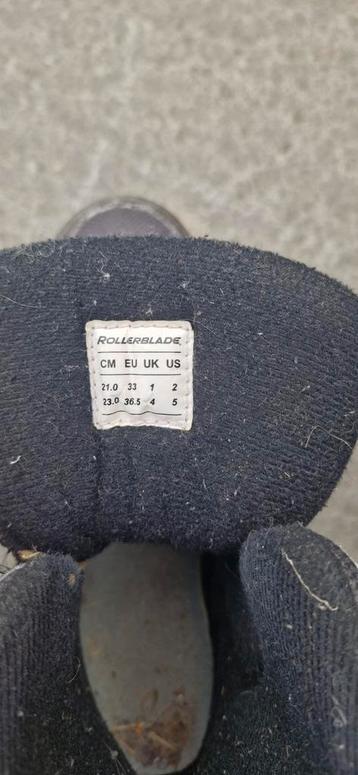 ROLLERBLADE
CM EU UK US
21.0 33 1 2
23.0 36.5 4 5